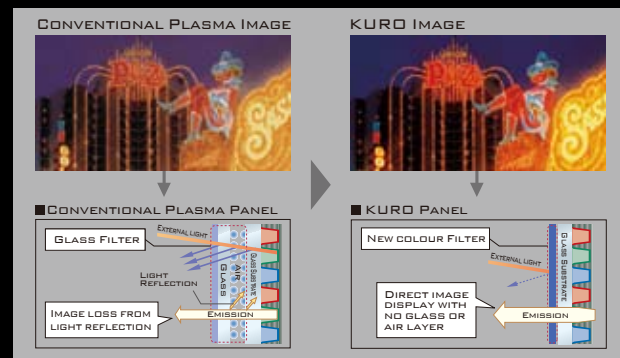 Conventional Plasma Image
KURO Image
■Conventional Plasma Panel
■ KURO Panel
Glass Filter
External light
Light
Reflection
Glass
Air
Glass Substrate
Image loss from
light reflection
Emission
New colour Filter
External light
Glass Substrate
Direct image
display with
no glass or
air layer
Emission